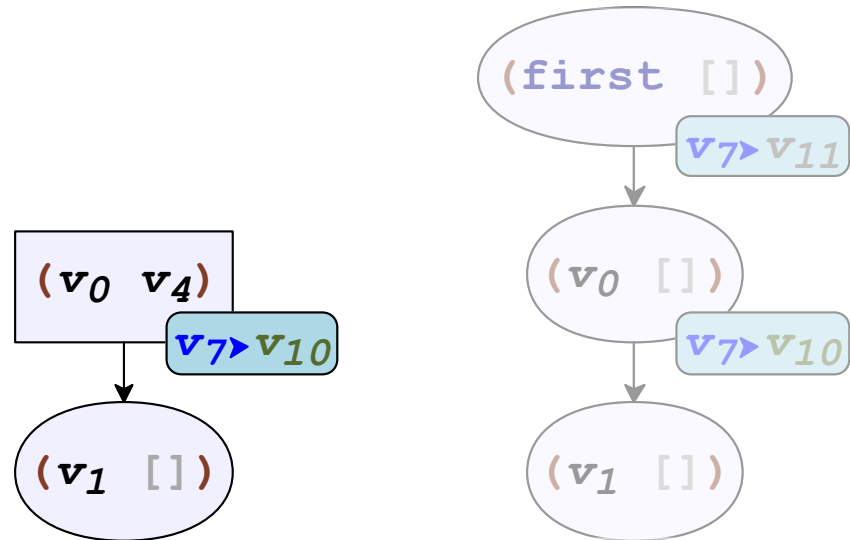 (first [])
v7➤v11
(v0 v4)
v7➤v10
(v1 [])
(v0 [])
v7➤v10
(v1 [])